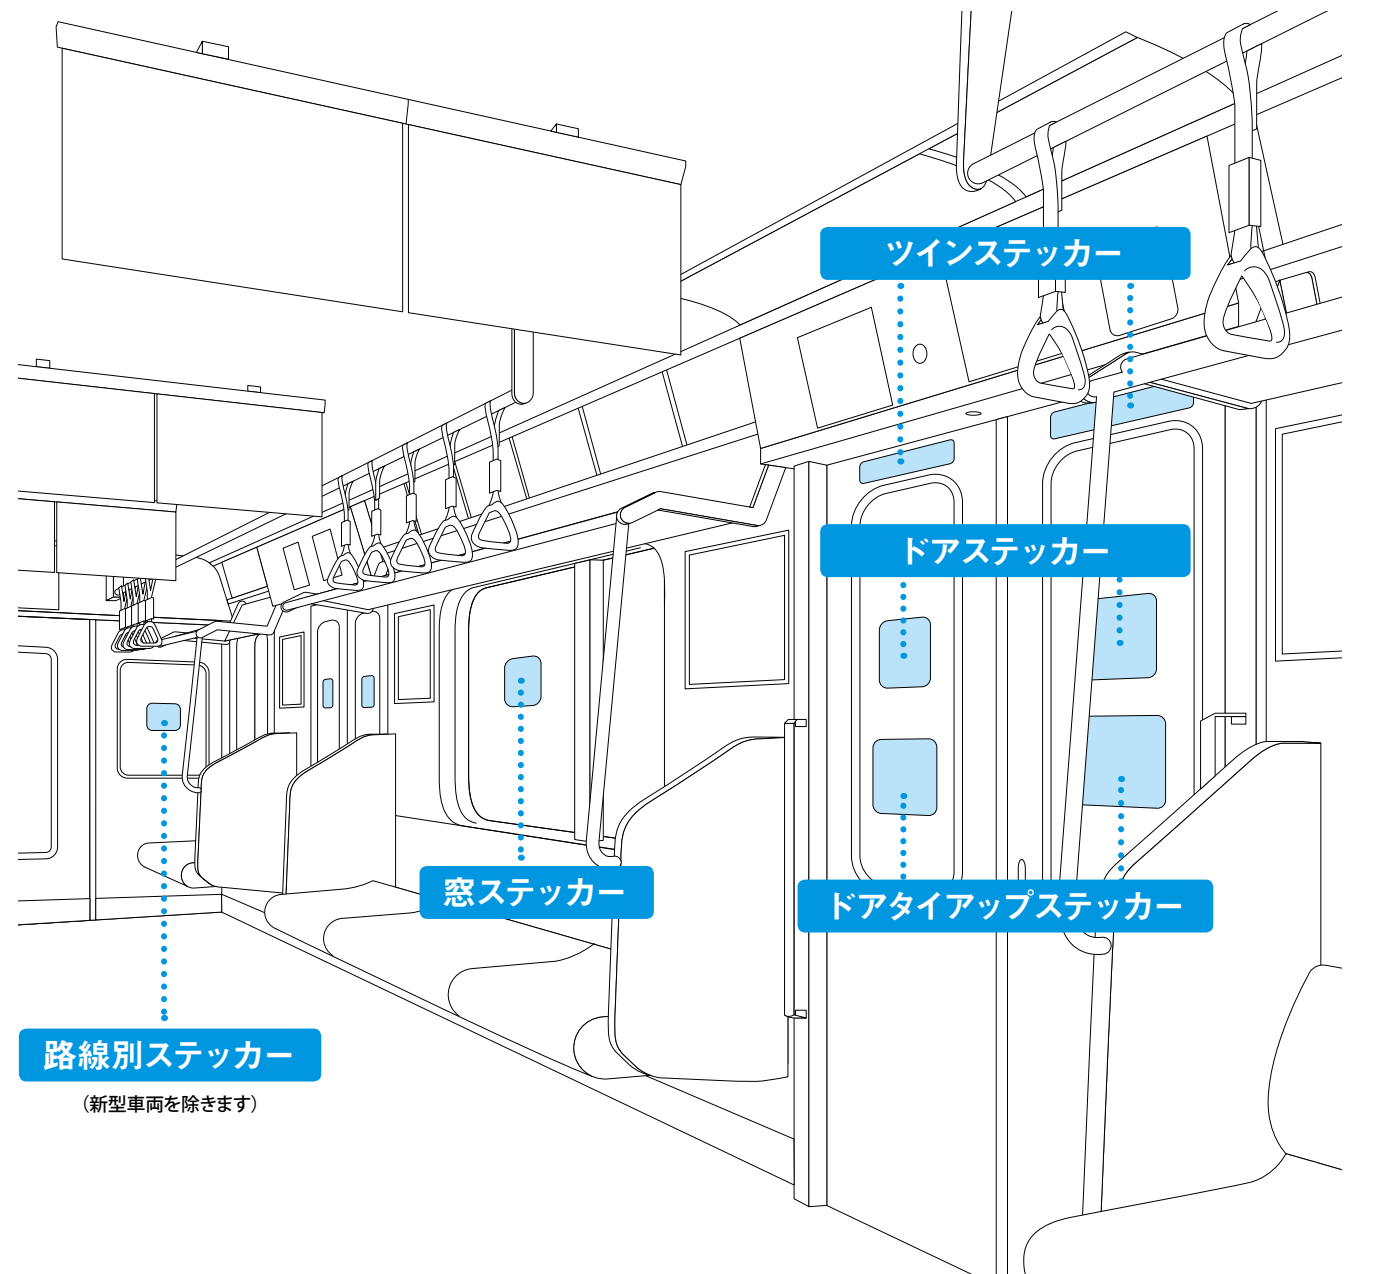 ツインステッカー
ドアステッカー
窓ステッカー
ドアタイアップステッカー
路線別ステッカー
（新型車両を除きます）